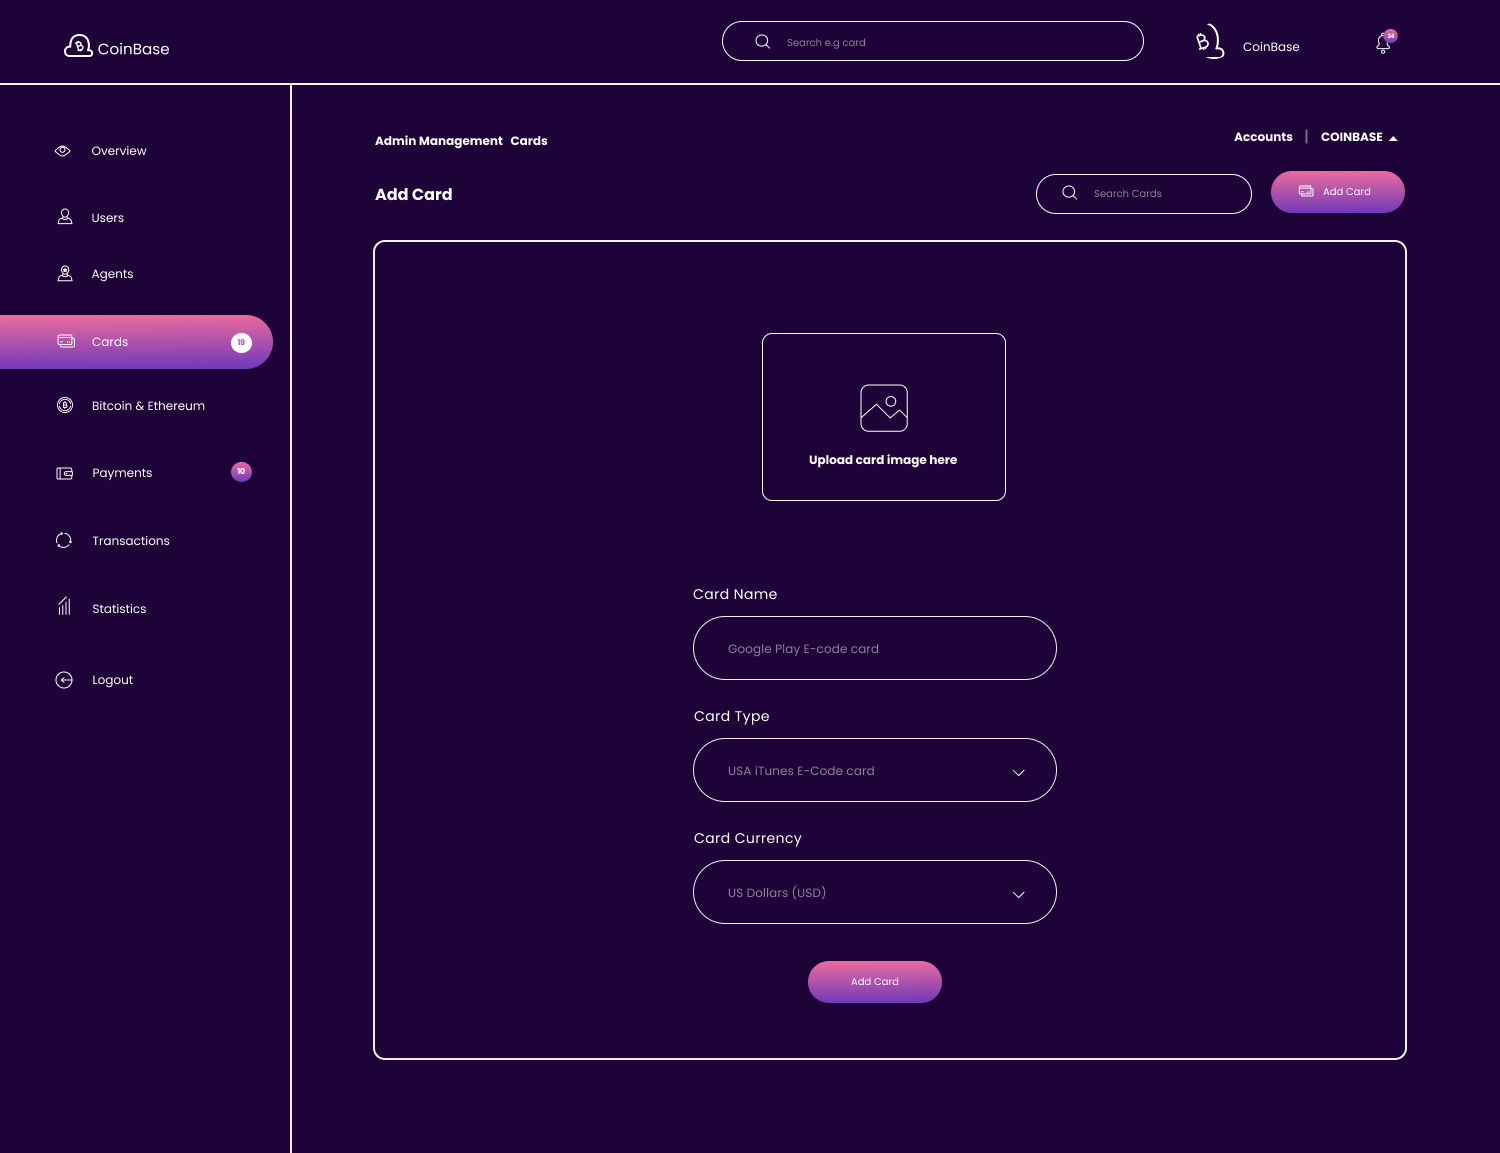 CoinBase
Search e.g card
CoinBase
24
Overview
Users
Agents
Cards
19
Bitcoin & Ethereum
Payments
10
Transactions
Statistics
Logout
Admin Management Cards
Accounts | COINBASE
Add Card
Search Cards
Add Card
Upload card image here
Card Name
Google Play E-code card
Card Type
USA iTunes E-Code card
Card Currency
US Dollars (USD)
Add Card